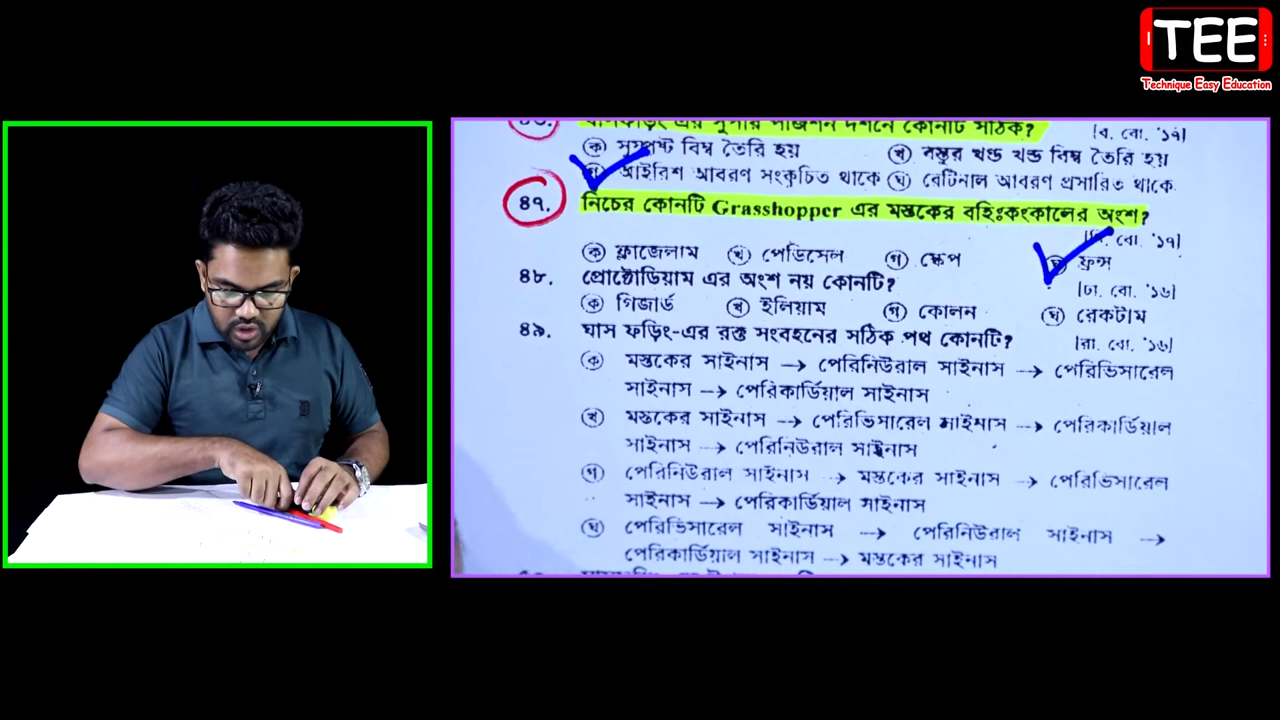 TEE
Technique Easy Education
৪৬. ঘাসফড়িং এর সুপার পজিশন দর্শনে কোনটি সঠিক? [ব. বো. '১৭]
ক সুস্পষ্ট বিম্ব তৈরি হয় খ বস্তুর খণ্ড খণ্ড বিম্ব তৈরি হয়
গ আইরিশ আবরণ সংকুচিত থাকে ঘ রেটিনাল আবরণ প্রসারিত থাকে
৪৭. নিচের কোনটি Grasshopper এর মস্তকের বহিঃকংকালের অংশ?
বো. '১৭]
ক ফ্লাজেলাম খ পেডিসেল গ স্কেপ ঘ ফ্রন্স
৪৮. প্রোক্টোডিয়াম এর অংশ নয় কোনটি? [ঢা. বো. '১৬]
ক গিজার্ড খ ইলিয়াম গ কোলন ঘ রেকটাম
৪৯. ঘাস ফড়িং-এর রক্ত সংবহনের সঠিক পথ কোনটি? [রা. বো. '১৬]
ক মস্তকের সাইনাস → পেরিনিউরাল সাইনাস → পেরিভিসারেল
সাইনাস → পেরিকার্ডিয়াল সাইনাস
খ মস্তকের সাইনাস → পেরিভিসারেল সাইনাস → পেরিকার্ডিয়াল
সাইনাস → পেরিনিউরাল সাইনাস
গ পেরিনিউরাল সাইনাস → মস্তকের সাইনাস → পেরিভিসারেল
সাইনাস → পেরিকার্ডিয়াল সাইনাস
ঘ পেরিভিসারেল সাইনাস → পেরিনিউরাল সাইনাস →
পেরিকার্ডিয়াল সাইনাস → মস্তকের সাইনাস